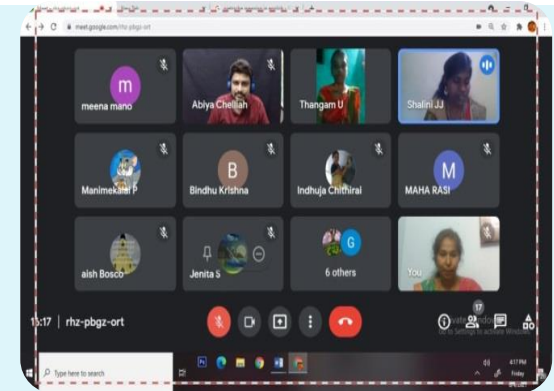 meet.google.com/rhz-pbgz-ort
m
meena mano
Abiya Chelliah
Thangam U
Shalini JJ
Manimekalai P
B
Bindhu Krishna
Indhuja Chithirai
M
MAHA RASI
aish Bosco
Jenita S
G
6 others
You
rhz-pbgz-ort
17
Type here to search
4:17 PM
Friday